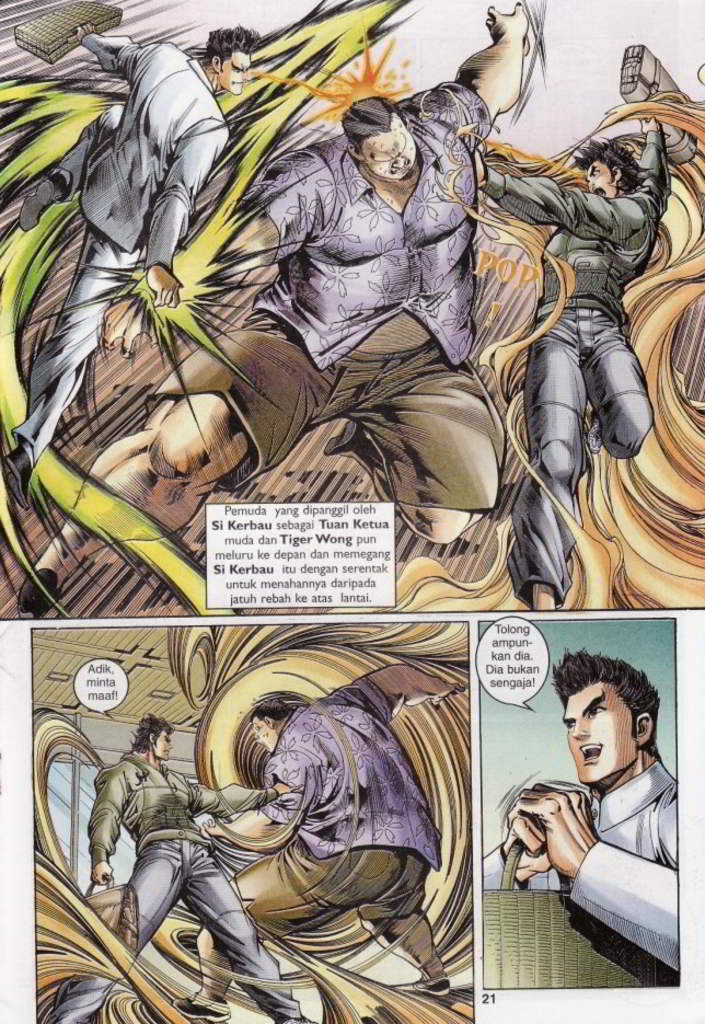 POP
!
Pemuda yang dipanggil oleh
Si Kerbau sebagai Tuan Ketua
muda dan Tiger Wong pun
meluru ke depan dan memegang
Si Kerbau itu dengan serentak
untuk menahannya daripada
jatuh rebah ke atas lantai.
Adik,
minta
maaf!
Tolong
ampun-
kan dia.
Dia bukan
sengaja!
21